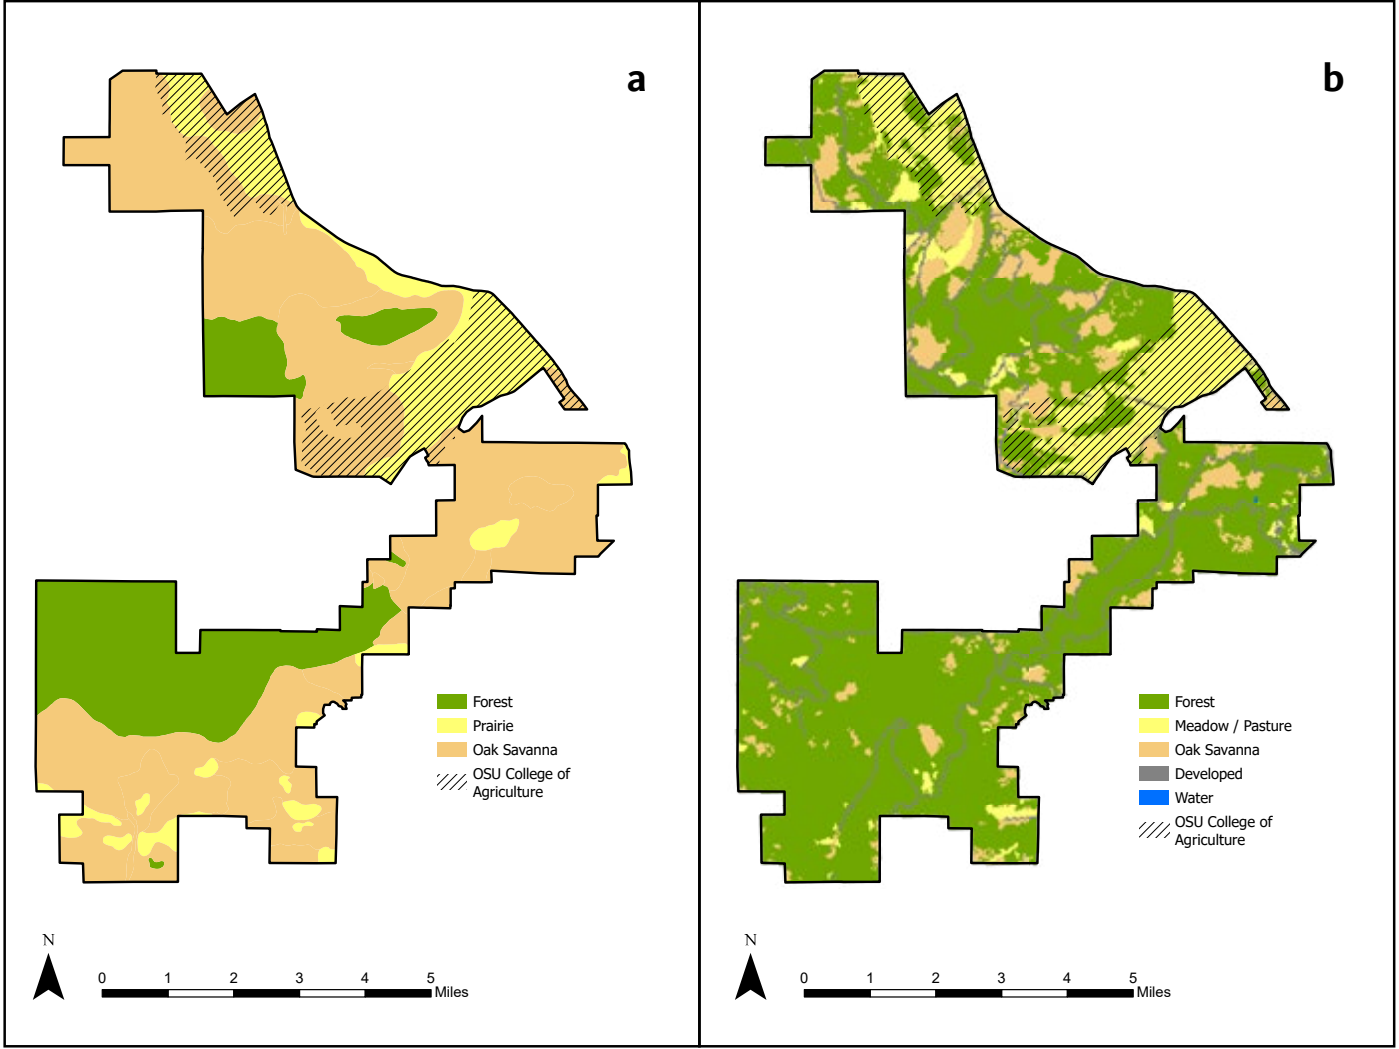 a
Forest
Prairie
Oak Savanna
OSU College of
Agriculture
N
0 1 2 3 4 5
Miles
b
Forest
Meadow / Pasture
Oak Savanna
Developed
Water
OSU College of
Agriculture
N
0 1 2 3 4 5
Miles